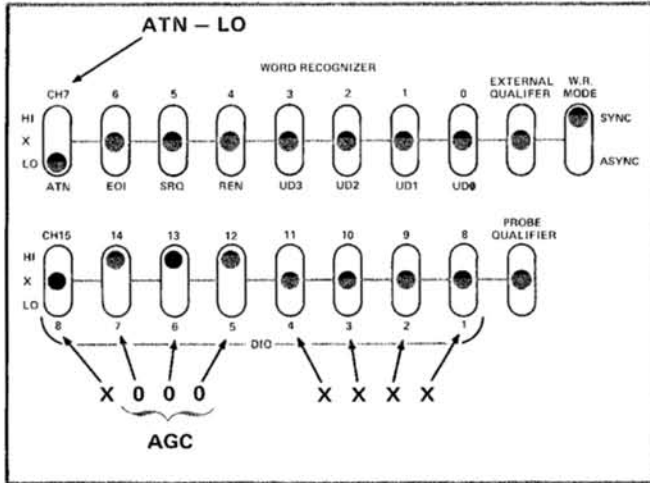 ATN – LO
WORD RECOGNIZER
CH7 6 5 4 3 2 1 0 EXTERNAL QUALIFER W.R. MODE
HI
X
LO
SYNC
ASYNC
ATN EOI SRQ REN UD3 UD2 UD1 UD0
CH15 14 13 12 11 10 9 8 PROBE QUALIFIER
HI
X
LO
8 7 6 5 4 3 2 1
DIO
X 0 0 0 X X X X
AGC